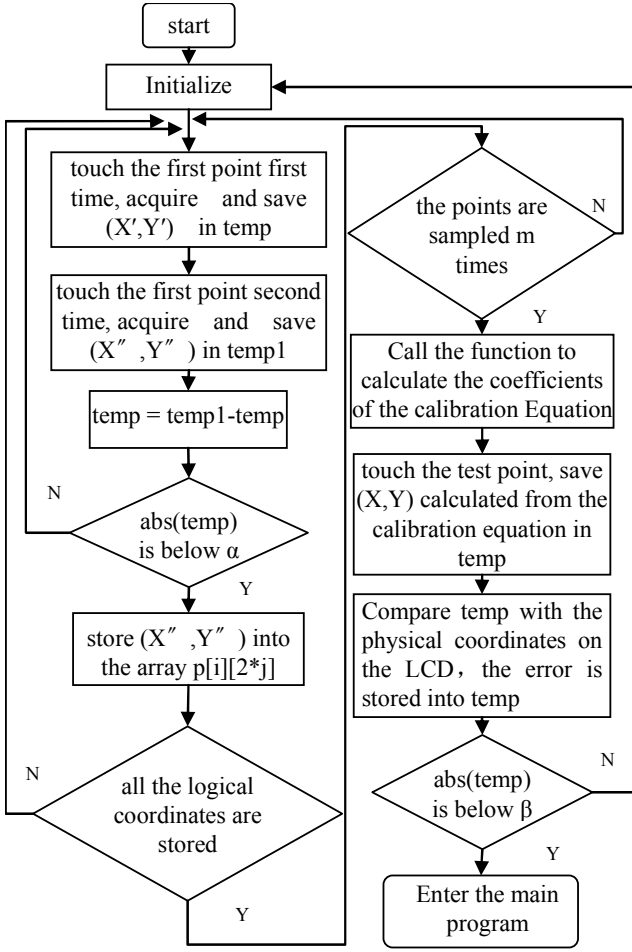 start
Initialize
touch the first point first
time, acquire and save
(X′,Y′) in temp
touch the first point second
time, acquire and save
(X″,Y″) in temp1
temp = temp1-temp
N
abs(temp)
is below α
Y
store (X″,Y″) into
the array p[i][2*j]
N
all the logical
coordinates are
stored
Y
the points are
sampled m
times
N
Y
Call the function to
calculate the coefficients
of the calibration Equation
touch the test point, save
(X,Y) calculated from the
calibration equation in
temp
Compare temp with the
physical coordinates on
the LCD，the error is
stored into temp
N
abs(temp)
is below β
Y
Enter the main
program